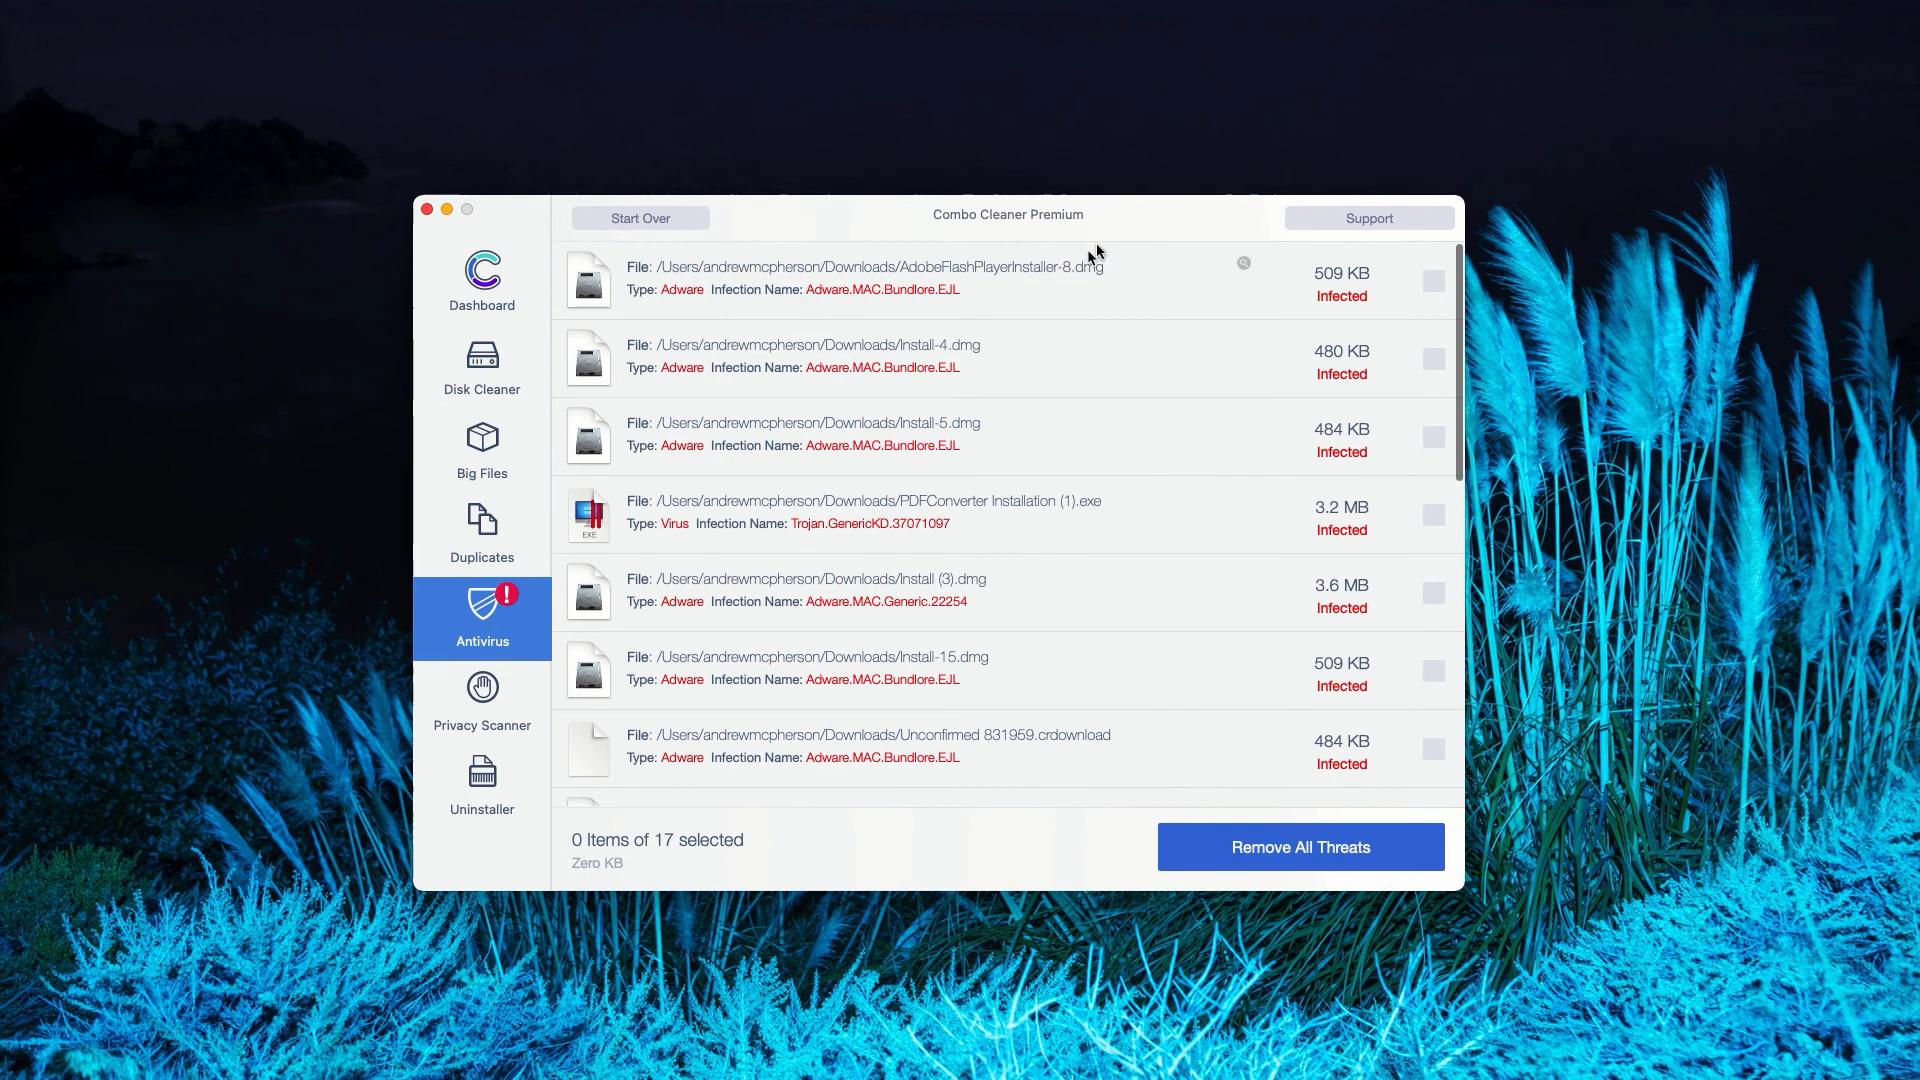 Start Over
Combo Cleaner Premium
Support
Dashboard
Disk Cleaner
Big Files
Duplicates
Antivirus
Privacy Scanner
Uninstaller
File: /Users/andrewmcpherson/Downloads/AdobeFlashPlayerInstaller-8.dmg
Type: Adware Infection Name: Adware.MAC.Bundlore.EJL
509 KB
Infected
File: /Users/andrewmcpherson/Downloads/Install-4.dmg
Type: Adware Infection Name: Adware.MAC.Bundlore.EJL
480 KB
Infected
File: /Users/andrewmcpherson/Downloads/Install-5.dmg
Type: Adware Infection Name: Adware.MAC.Bundlore.EJL
484 KB
Infected
EXE
File: /Users/andrewmcpherson/Downloads/PDFConverter Installation (1).exe
Type: Virus Infection Name: Trojan.GenericKD.37071097
3.2 MB
Infected
File: /Users/andrewmcpherson/Downloads/Install (3).dmg
Type: Adware Infection Name: Adware.MAC.Generic.22254
3.6 MB
Infected
File: /Users/andrewmcpherson/Downloads/Install-15.dmg
Type: Adware Infection Name: Adware.MAC.Bundlore.EJL
509 KB
Infected
File: /Users/andrewmcpherson/Downloads/Unconfirmed 831959.crdownload
Type: Adware Infection Name: Adware.MAC.Bundlore.EJL
484 KB
Infected
0 Items of 17 selected
Zero KB
Remove All Threats